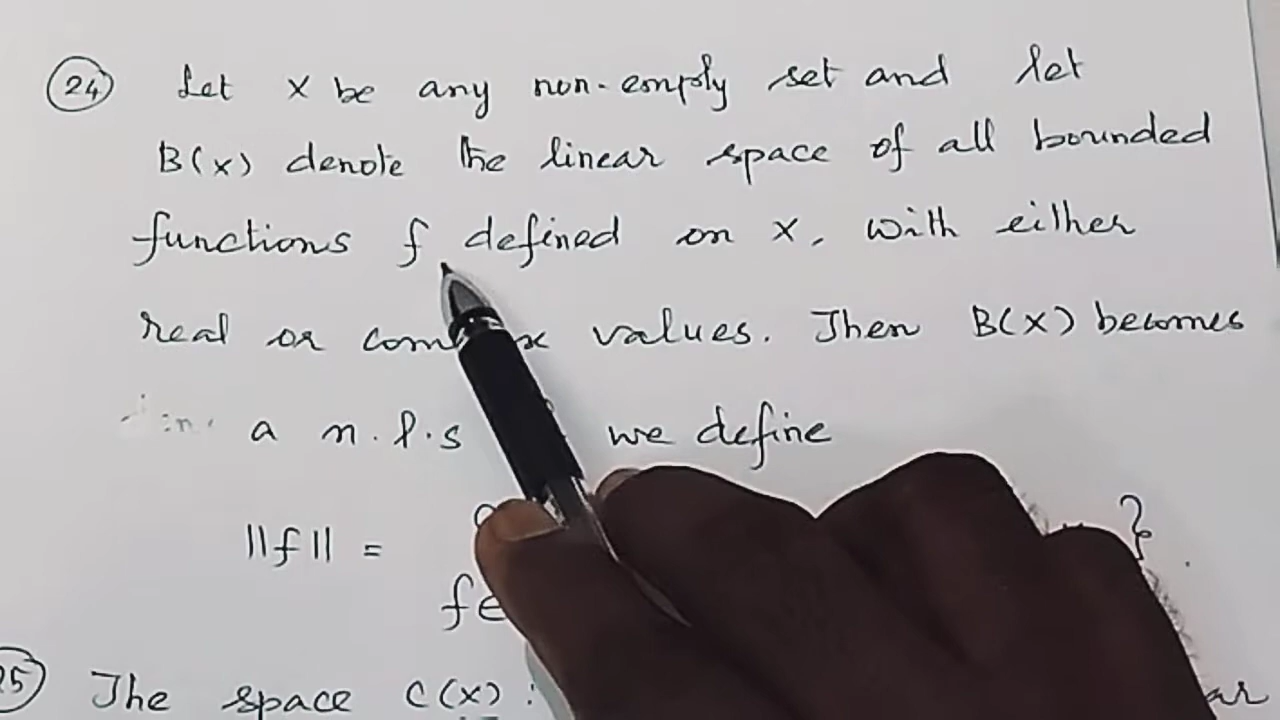 24 Let X be any non-empty set and let
B(X) denote the linear space of all bounded
functions f defined on X, with either
real or com x values. Then B(X) becomes
a n.l.s we define
||f|| = }.
f∈
25 The space C(X) : ar